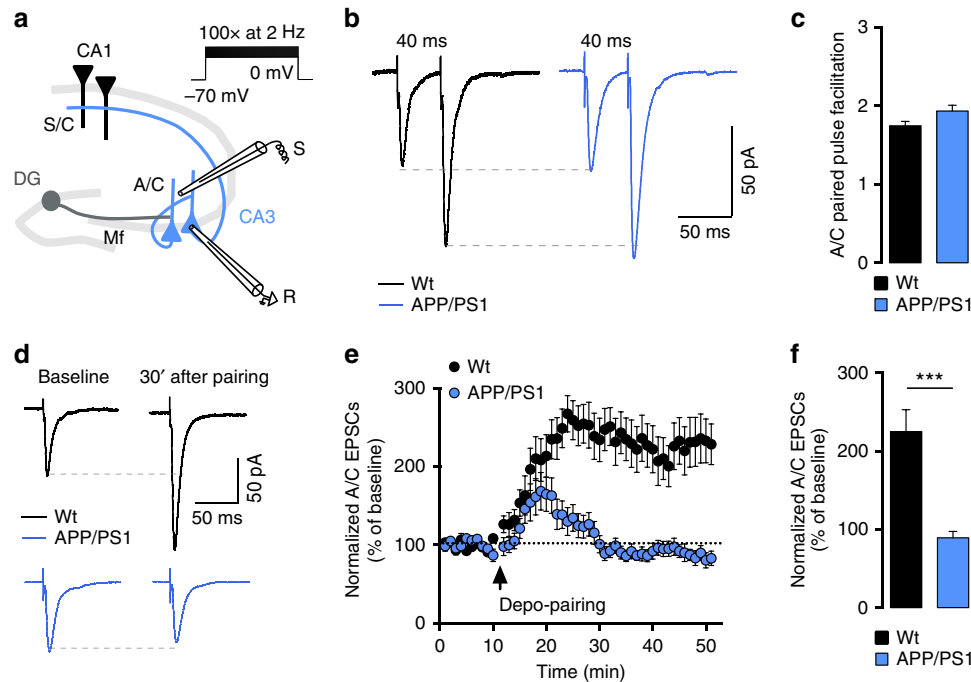 a
CA1
100× at 2 Hz
0 mV
–70 mV
S/C
S
DG
A/C
CA3
Mf
R
b
40 ms
40 ms
50 pA
50 ms
Wt
APP/PS1
c
A/C paired pulse facilitation
3
2
1
0
Wt
APP/PS1
d
Baseline
30′ after pairing
50 pA
50 ms
Wt
APP/PS1
e
Wt
APP/PS1
Normalized A/C EPSCs
(% of baseline)
300
200
100
0
Depo-pairing
0
10
20
30
40
50
Time (min)
f
Normalized A/C EPSCs
(% of baseline)
300
200
100
0
***
Wt
APP/PS1